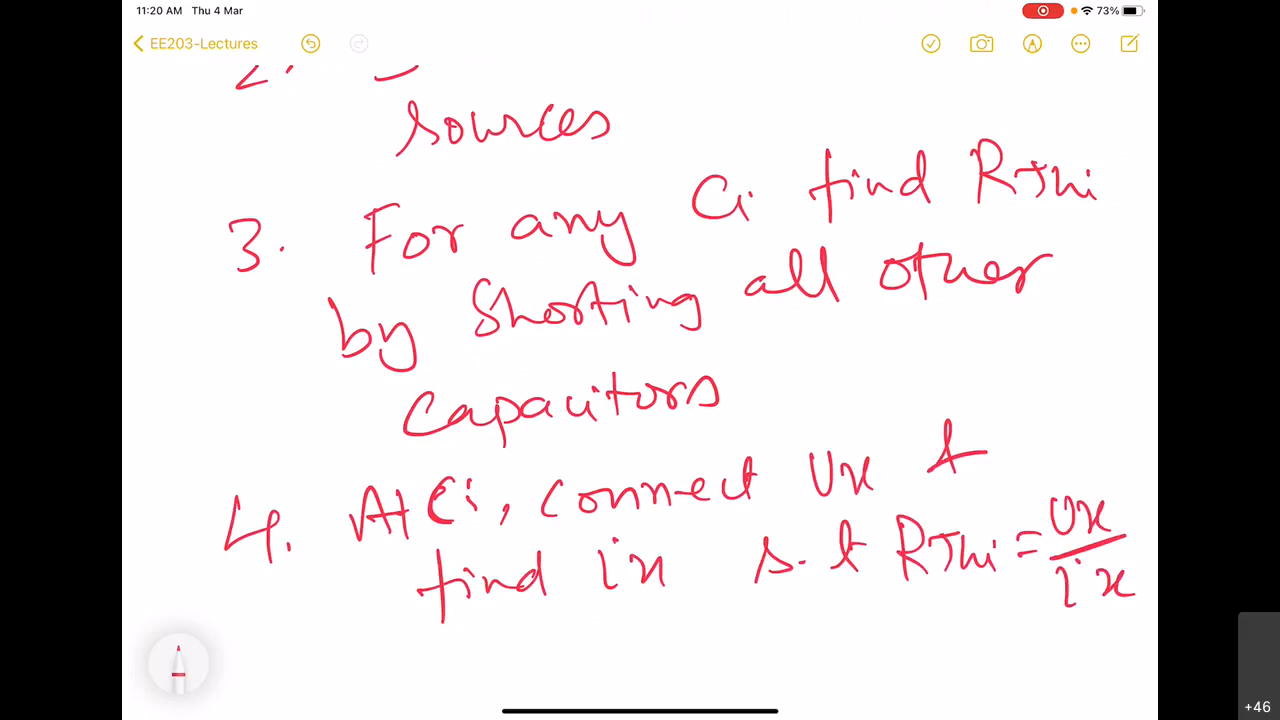 11:20 AM Thu 4 Mar
73%
EE203-Lectures
2.
sources
3. For any Ci find RThi
by Shorting all other
capacitors
4. At Ci, connect Vx &
find ix s.t RThi = Vx/ix
+46